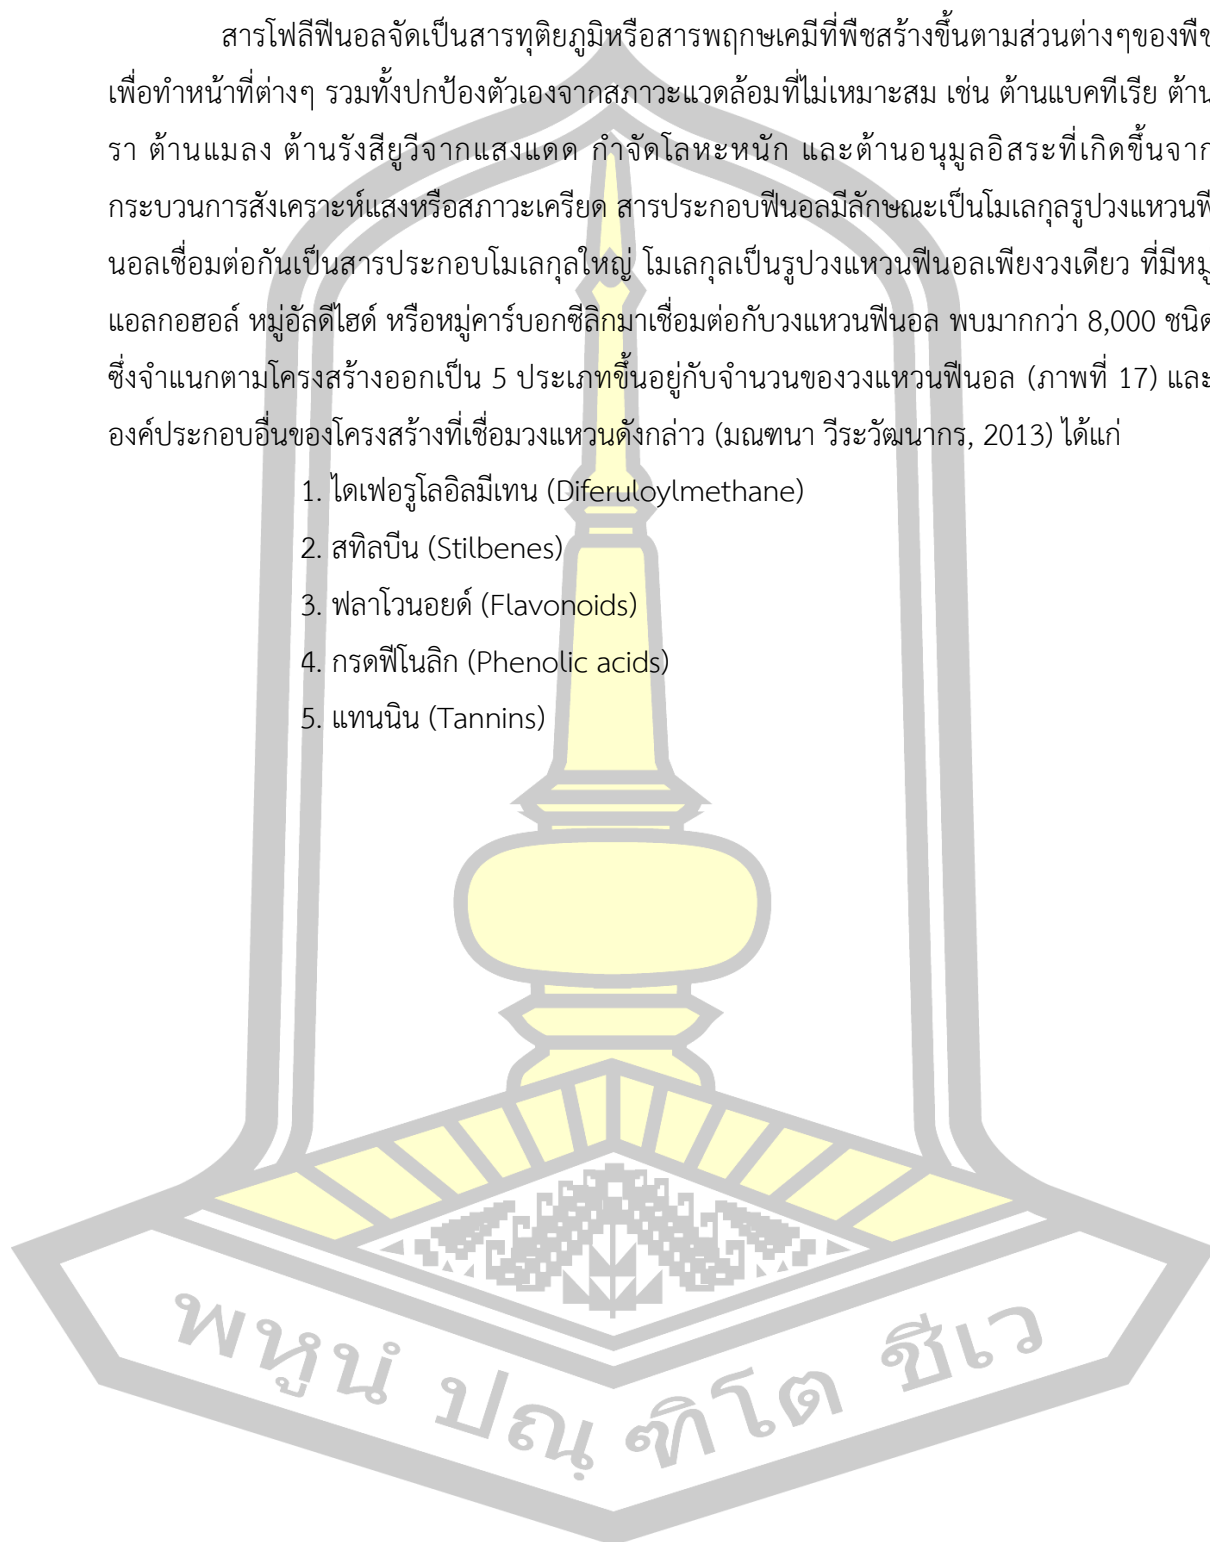 สารโฟลีฟีนอลจัดเป็นสารทุติยภูมิหรือสารพฤกษเคมีที่พืชสร้างขึ้นตามส่วนต่างๆของพืช
เพื่อทำหน้าที่ต่างๆ รวมทั้งปกป้องตัวเองจากสภาวะแวดล้อมที่ไม่เหมาะสม เช่น ต้านแบคทีเรีย ต้าน
รา ต้านแมลง ต้านรังสียูวีจากแสงแดด กำจัดโลหะหนัก และต้านอนุมูลอิสระที่เกิดขึ้นจาก
กระบวนการสังเคราะห์แสงหรือสภาวะเครียด สารประกอบฟีนอลมีลักษณะเป็นโมเลกุลรูปวงแหวนฟี
นอลเชื่อมต่อกันเป็นสารประกอบโมเลกุลใหญ่ โมเลกุลเป็นรูปวงแหวนฟีนอลเพียงวงเดียว ที่มีหมู่
แอลกอฮอล์ หมู่อัลดีไฮด์ หรือหมู่คาร์บอกซีลิกมาเชื่อมต่อกับวงแหวนฟีนอล พบมากกว่า 8,000 ชนิด
ซึ่งจำแนกตามโครงสร้างออกเป็น 5 ประเภทขึ้นอยู่กับจำนวนของวงแหวนฟีนอล (ภาพที่ 17) และ
องค์ประกอบอื่นของโครงสร้างที่เชื่อมวงแหวนดังกล่าว (มณฑนา วีระวัฒนากร, 2013) ได้แก่
1. ไดเฟอรูโลอิลมีเทน (Diferuloylmethane)
2. สทิลบีน (Stilbenes)
3. ฟลาโวนอยด์ (Flavonoids)
4. กรดฟีโนลิก (Phenolic acids)
5. แทนนิน (Tannins)
พหูนํ ปณฺฑิโต ชีเว